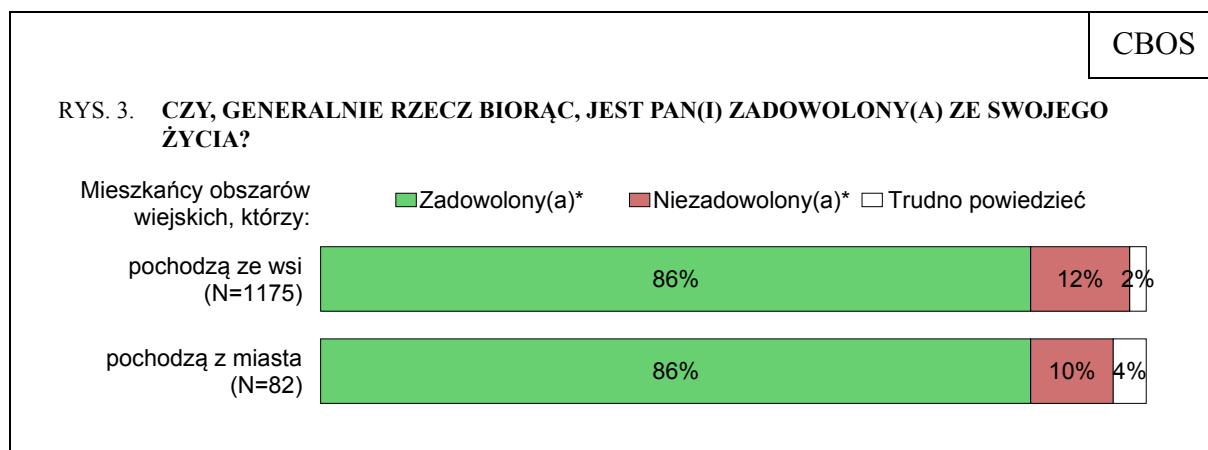 CBOS
RYS. 3. CZY, GENERALNIE RZECZ BIORĄC, JEST PAN(I) ZADOWOLONY(A) ZE SWOJEGO
ŻYCIA?
Mieszkańcy obszarów
wiejskich, którzy:
Zadowolony(a)* Niezadowolony(a)* Trudno powiedzieć
pochodzą ze wsi
(N=1175)
86% 12% 2%
pochodzą z miasta
(N=82)
86% 10% 4%